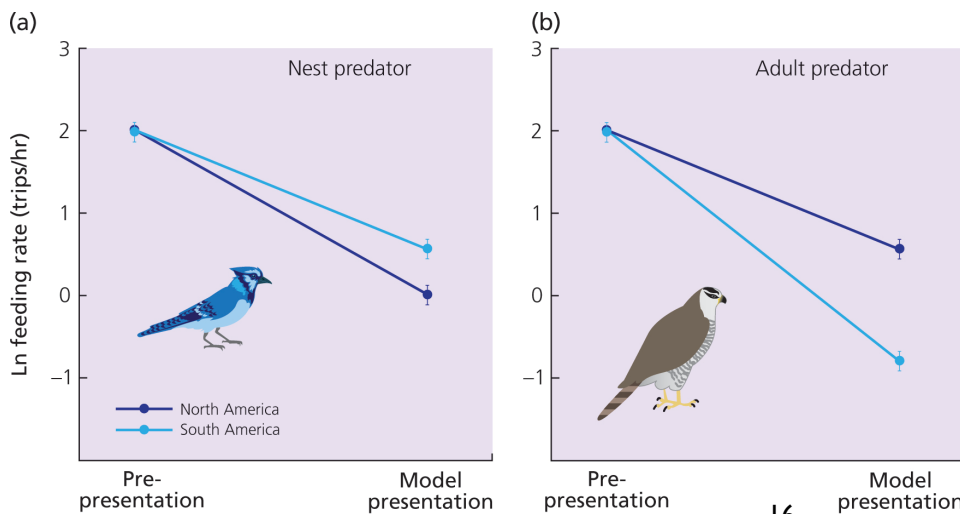 (a)
Nest predator
Ln feeding rate (trips/hr)
3
2
1
0
−1
North America
South America
Pre-
presentation
Model
presentation
(b)
Adult predator
3
2
1
0
−1
Pre-
presentation
Model
presentation